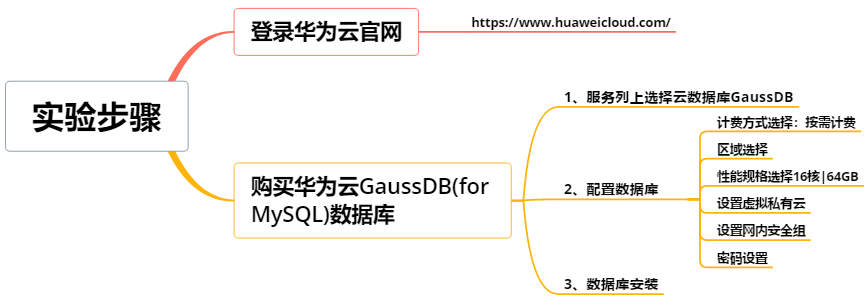 实验步骤
登录华为云官网
https://www.huaweicloud.com/
购买华为云GaussDB(for
MySQL)数据库
1、服务列上选择云数据库GaussDB
2、配置数据库
计费方式选择：按需计费
区域选择
性能规格选择16核|64GB
设置虚拟私有云
设置网内安全组
密码设置
3、数据库安装